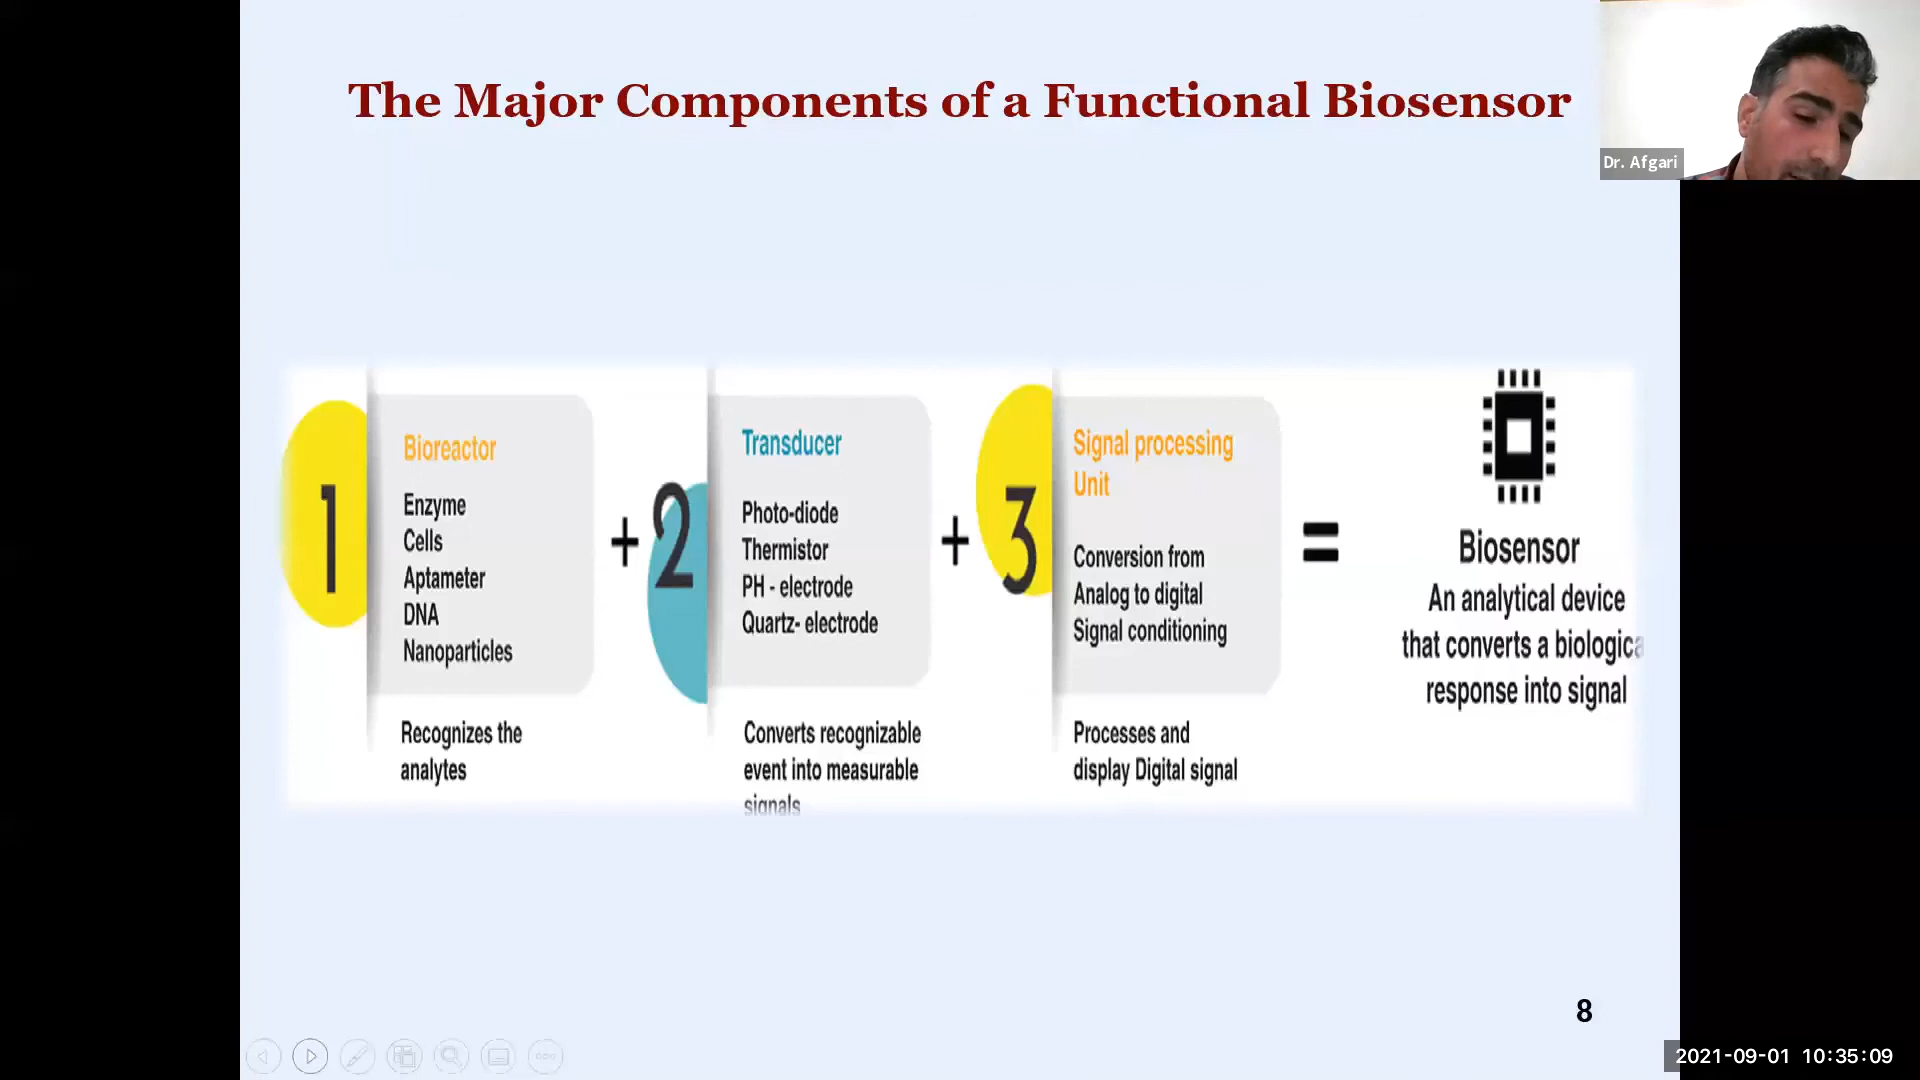 The Major Components of a Functional Biosensor
Dr. Afgari
1
Bioreactor
Enzyme
Cells
Aptameter
DNA
Nanoparticles
Recognizes the
analytes
+
2
Transducer
Photo-diode
Thermistor
PH - electrode
Quartz- electrode
Converts recognizable
event into measurable
signals
+
3
Signal processing
Unit
Conversion from
Analog to digital
Signal conditioning
Processes and
display Digital signal
=
Biosensor
An analytical device
that converts a biologica
response into signal
8
2021-09-01 10:35:09